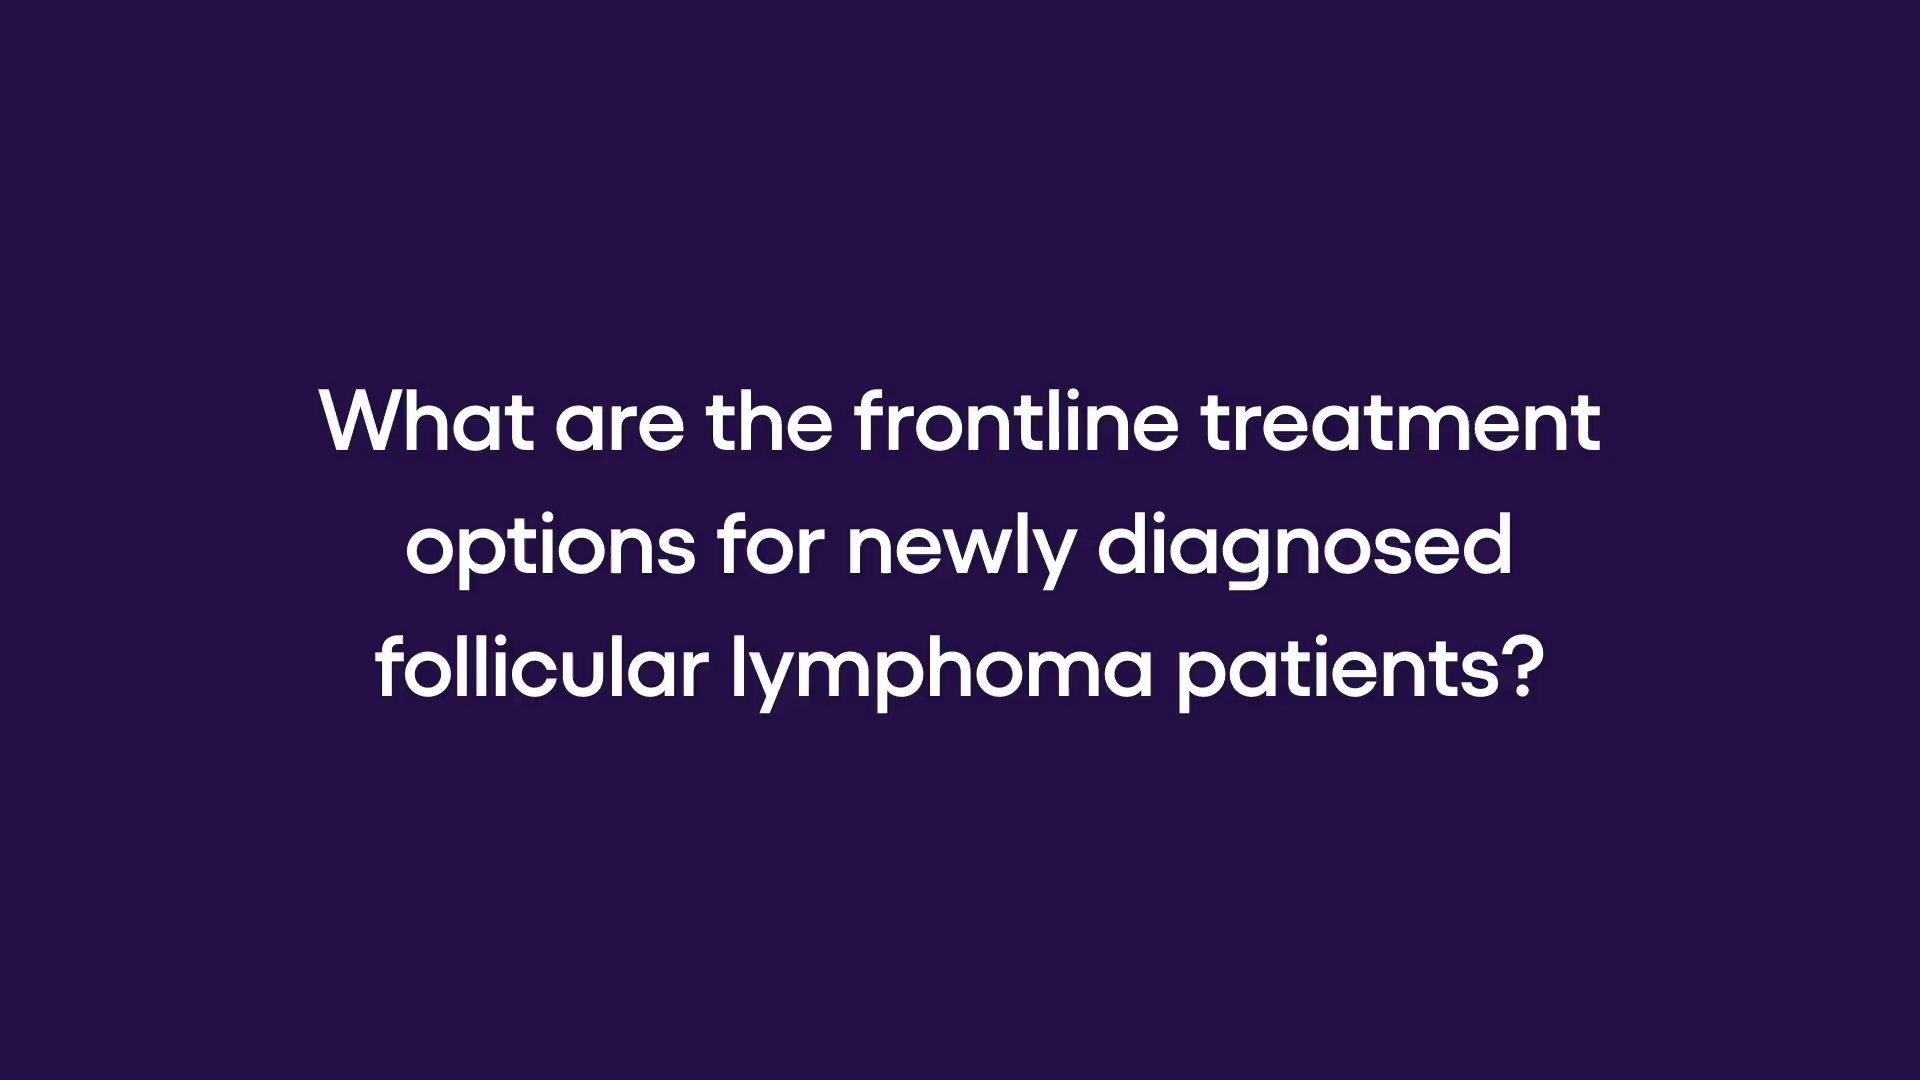 What are the frontline treatment
options for newly diagnosed
follicular lymphoma patients?